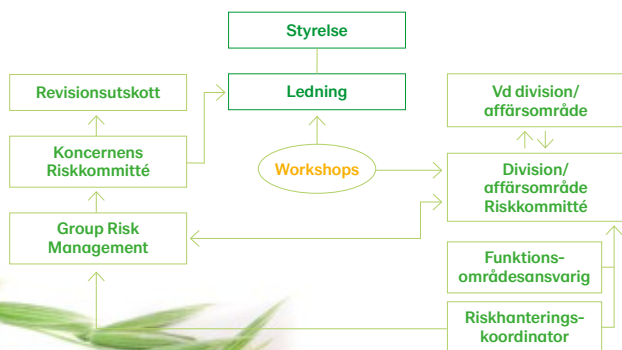 Styrelse
Ledning
Revisionsutskott
Koncernens
Riskkommitté
Group Risk
Management
Workshops
Vd division/
affärsområde
Division/
affärsområde
Riskkommitté
Funktions-
områdesansvarig
Riskhanterings-
koordinator